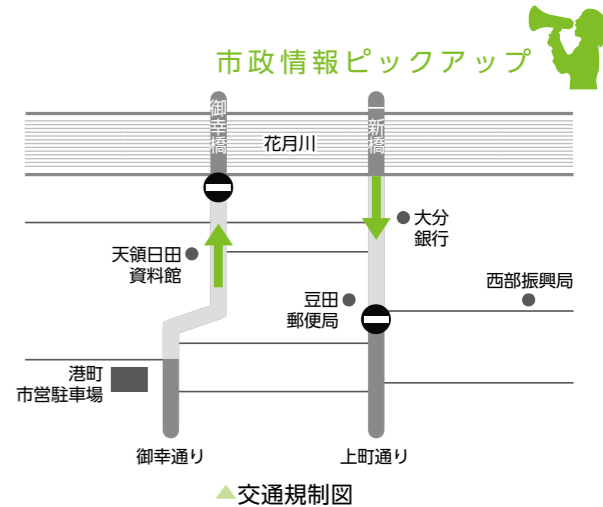 市政情報ピックアップ
御幸橋
一新橋
花月川
大分
銀行
天領日田
資料館
西部振興局
豆田
郵便局
港町
市営駐車場
御幸通り
上町通り
▲交通規制図